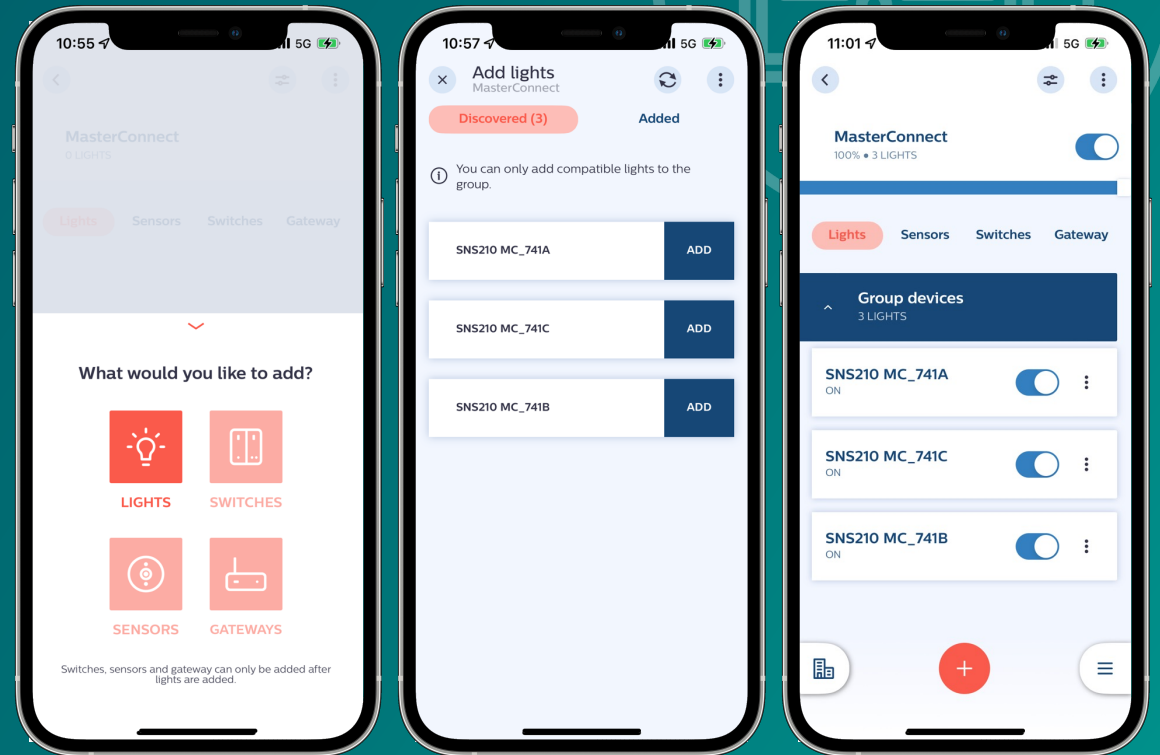 10:55
5G
MasterConnect
0 LIGHTS
Lights
Sensors
Switches
Gateway
What would you like to add?
LIGHTS
SWITCHES
SENSORS
GATEWAYS
Switches, sensors and gateway can only be added after
lights are added.
10:57
5G
Add lights
MasterConnect
Discovered (3)
Added
You can only add compatible lights to the
group.
SNS210 MC_741A
ADD
SNS210 MC_741C
ADD
SNS210 MC_741B
ADD
11:01
5G
MasterConnect
100% • 3 LIGHTS
Lights
Sensors
Switches
Gateway
Group devices
3 LIGHTS
SNS210 MC_741A
ON
SNS210 MC_741C
ON
SNS210 MC_741B
ON